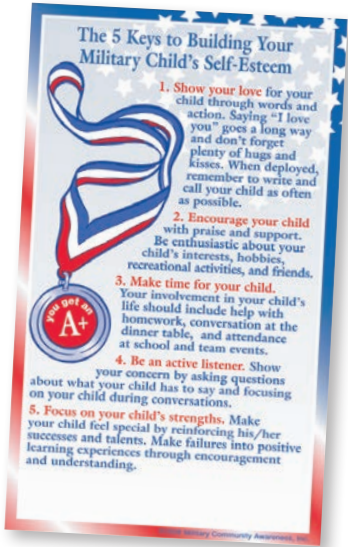 The 5 Keys to Building Your
Military Child's Self-Esteem
1. Show your love for your
child through words and
action. Saying "I love
you" goes a long way
and don't forget
plenty of hugs and
kisses. When deployed,
remember to write and
call your child as often
as possible.
2. Encourage your child
with praise and support.
Be enthusiastic about your
child's interests, hobbies,
recreational activities, and friends.
3. Make time for your child.
Your involvement in your child's
life should include help with
homework, conversation at the
dinner table, and attendance
at school and team events.
you get an
A+
4. Be an active listener. Show
your concern by asking questions
about what your child has to say and focusing
on your child during conversations.
5. Focus on your child's strengths. Make
your child feel special by reinforcing his/her
successes and talents. Make failures into positive
learning experiences through encouragement
and understanding.
Military Community Awareness, Inc.